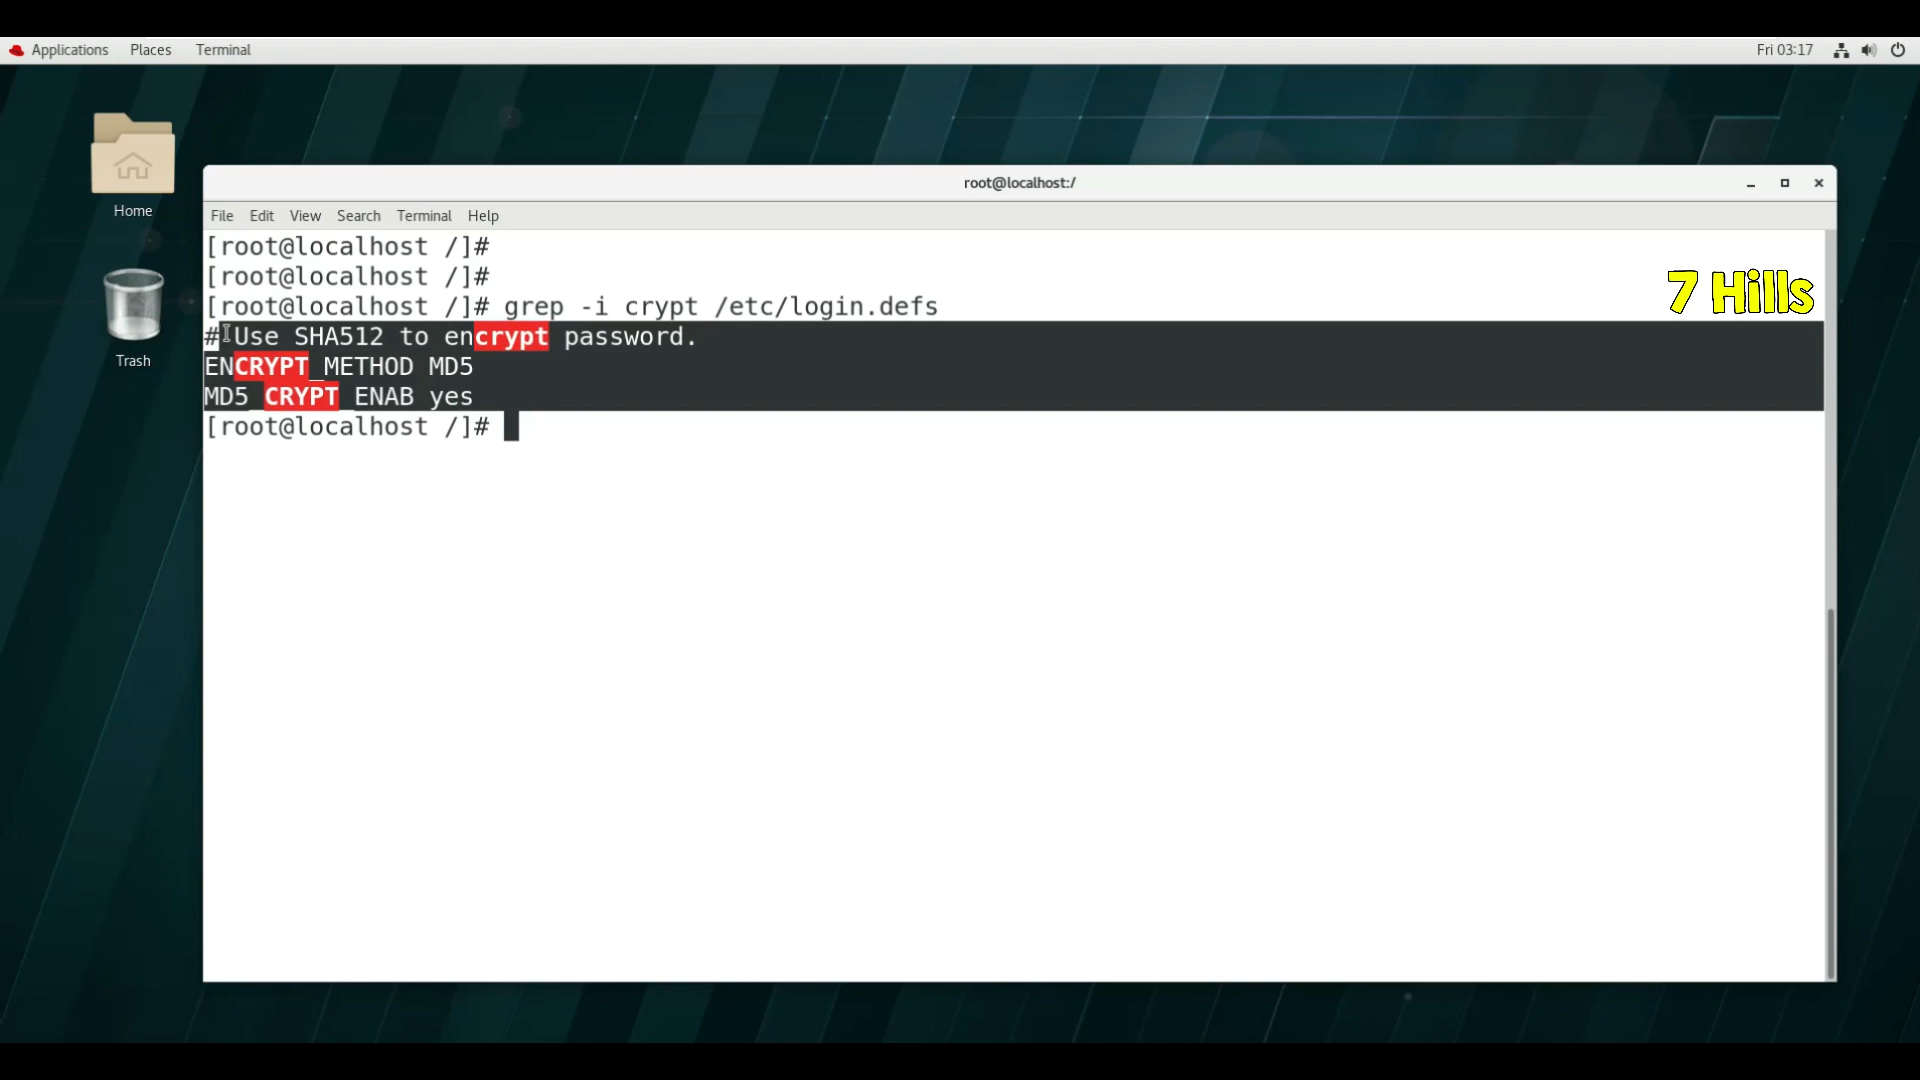 Applications Places Terminal Fri 03:17
Home
Trash
root@localhost:/
File Edit View Search Terminal Help
[root@localhost /]#
[root@localhost /]#
[root@localhost /]# grep -i crypt /etc/login.defs
# Use SHA512 to encrypt password.
ENCRYPT_METHOD MD5
MD5_CRYPT_ENAB yes
[root@localhost /]#
7 Hills